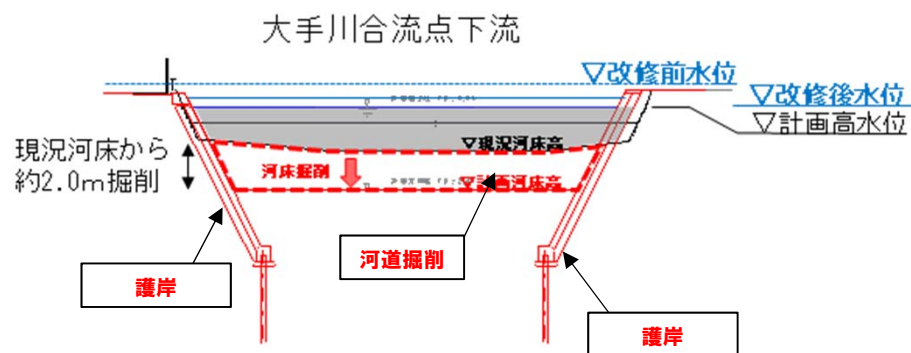 大手川合流点下流
▽改修前水位
▽改修後水位
▽計画高水位
▽現況河床高
現況河床から
約2.0m掘削
河床掘削
▽計画河床高
河道掘削
護岸
護岸